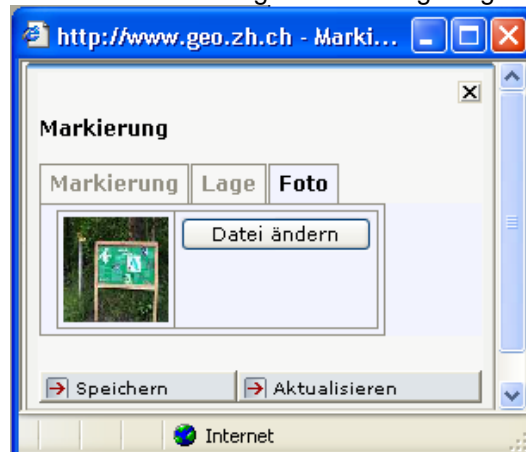 http://www.geo.zh.ch - Marki...
Markierung
Markierung Lage Foto
Datei ändern
Speichern Aktualisieren
Internet